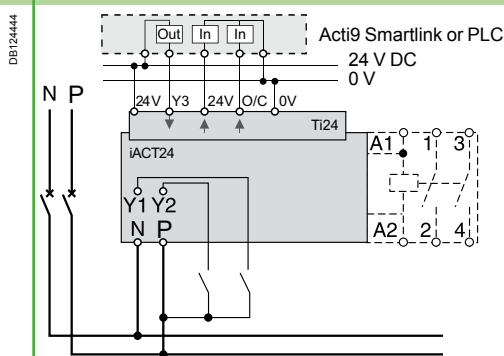 DB124444
Out In In Acti9 Smartlink or PLC
24 V DC
0 V
N P
24V Y3 24V O/C 0V
Ti24
iACT24
A1 1 3
Y1 Y2
N P
A2 2 4